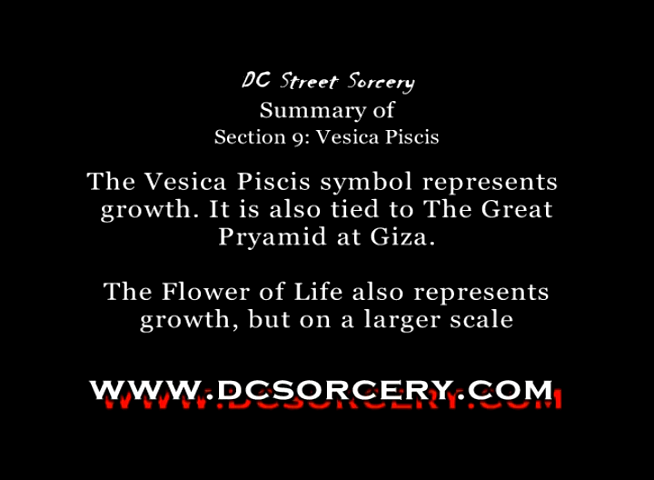 DC Street Sorcery
Summary of
Section 9: Vesica Piscis
The Vesica Piscis symbol represents
growth. It is also tied to The Great
Pryamid at Giza.
The Flower of Life also represents
growth, but on a larger scale
WWW.DCSORCERY.COM